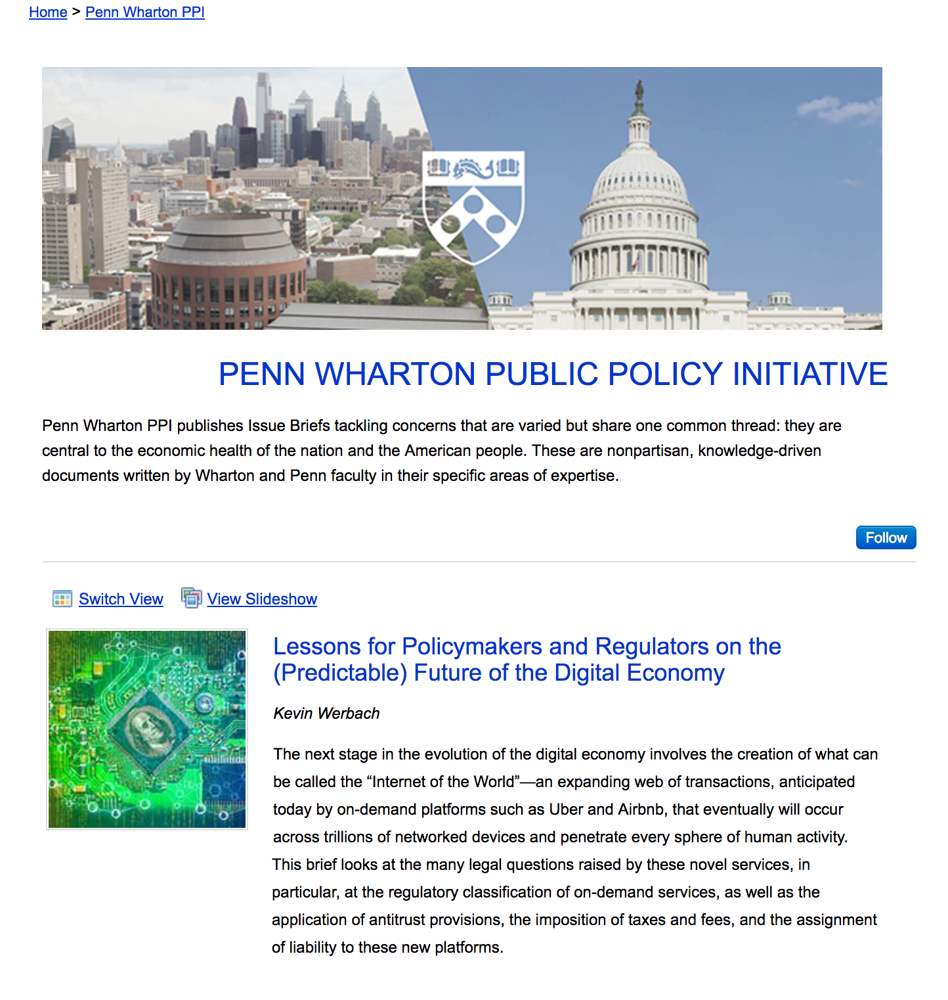 Home > Penn Wharton PPI
PENN WHARTON PUBLIC POLICY INITIATIVE
Penn Wharton PPI publishes Issue Briefs tackling concerns that are varied but share one common thread: they are
central to the economic health of the nation and the American people. These are nonpartisan, knowledge-driven
documents written by Wharton and Penn faculty in their specific areas of expertise.
Follow
Switch View View Slideshow
Lessons for Policymakers and Regulators on the
(Predictable) Future of the Digital Economy
Kevin Werbach
The next stage in the evolution of the digital economy involves the creation of what can
be called the “Internet of the World”—an expanding web of transactions, anticipated
today by on-demand platforms such as Uber and Airbnb, that eventually will occur
across trillions of networked devices and penetrate every sphere of human activity.
This brief looks at the many legal questions raised by these novel services, in
particular, at the regulatory classification of on-demand services, as well as the
application of antitrust provisions, the imposition of taxes and fees, and the assignment
of liability to these new platforms.